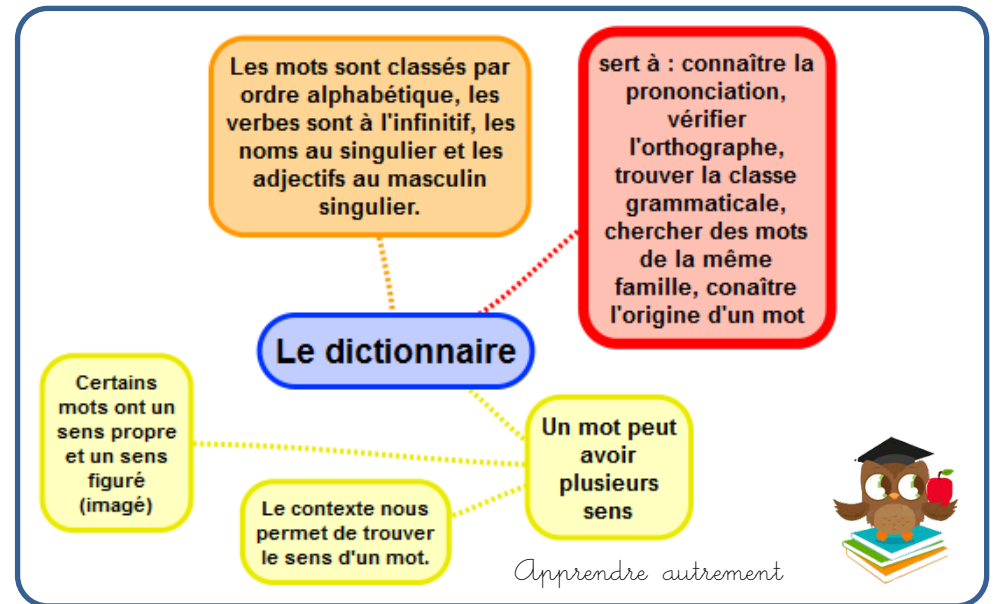 Les mots sont classés par
ordre alphabétique, les
verbes sont à l'infinitif, les
noms au singulier et les
adjectifs au masculin
singulier.
sert à : connaître la
prononciation,
vérifier
l'orthographe,
trouver la classe
grammaticale,
chercher des mots
de la même
famille, conaître
l'origine d'un mot
Le dictionnaire
Certains
mots ont un
sens propre
et un sens
figuré
(imagé)
Un mot peut
avoir
plusieurs
sens
Le contexte nous
permet de trouver
le sens d'un mot.
Apprendre autrement